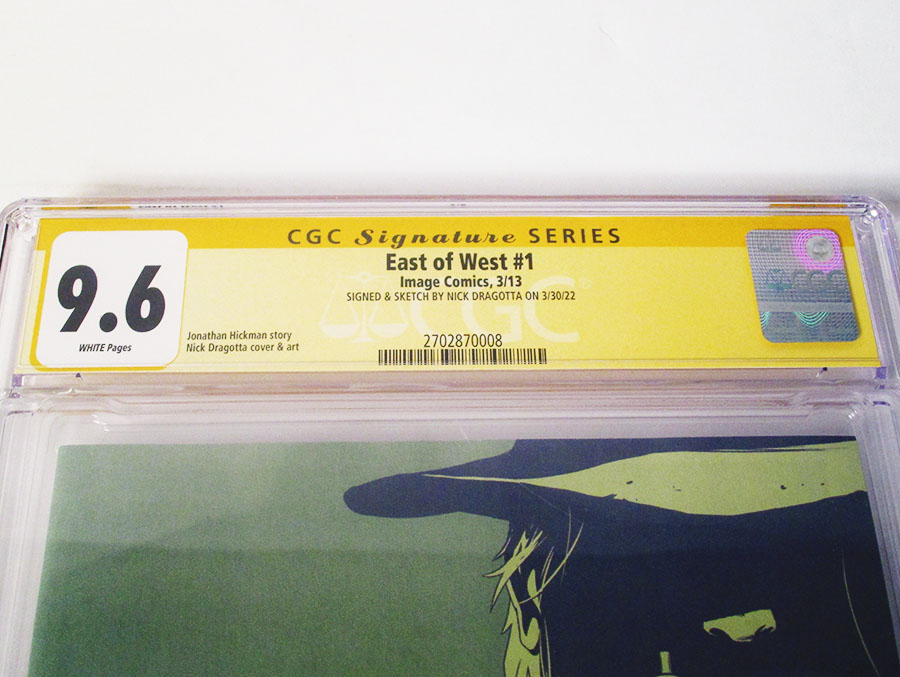 CGC Signature SERIES
East of West #1
Image Comics, 3/13
SIGNED & SKETCH BY NICK DRAGOTTA ON 3/30/22
9.6
WHITE Pages
Jonathan Hickman story
Nick Dragotta cover & art
CGC
2702870008
CGC